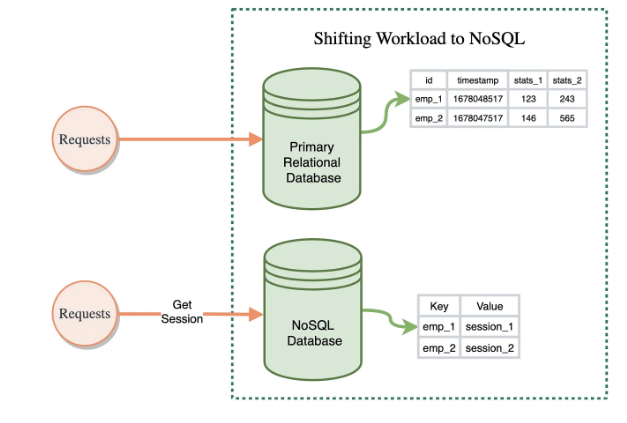 Shifting Workload to NoSQL
id timestamp stats_1 stats_2
emp_1 1678048517 123 243
emp_2 1678047517 146 565
Requests
Primary
Relational
Database
Requests
Get
Session
NoSQL
Database
Key Value
emp_1 session_1
emp_2 session_2